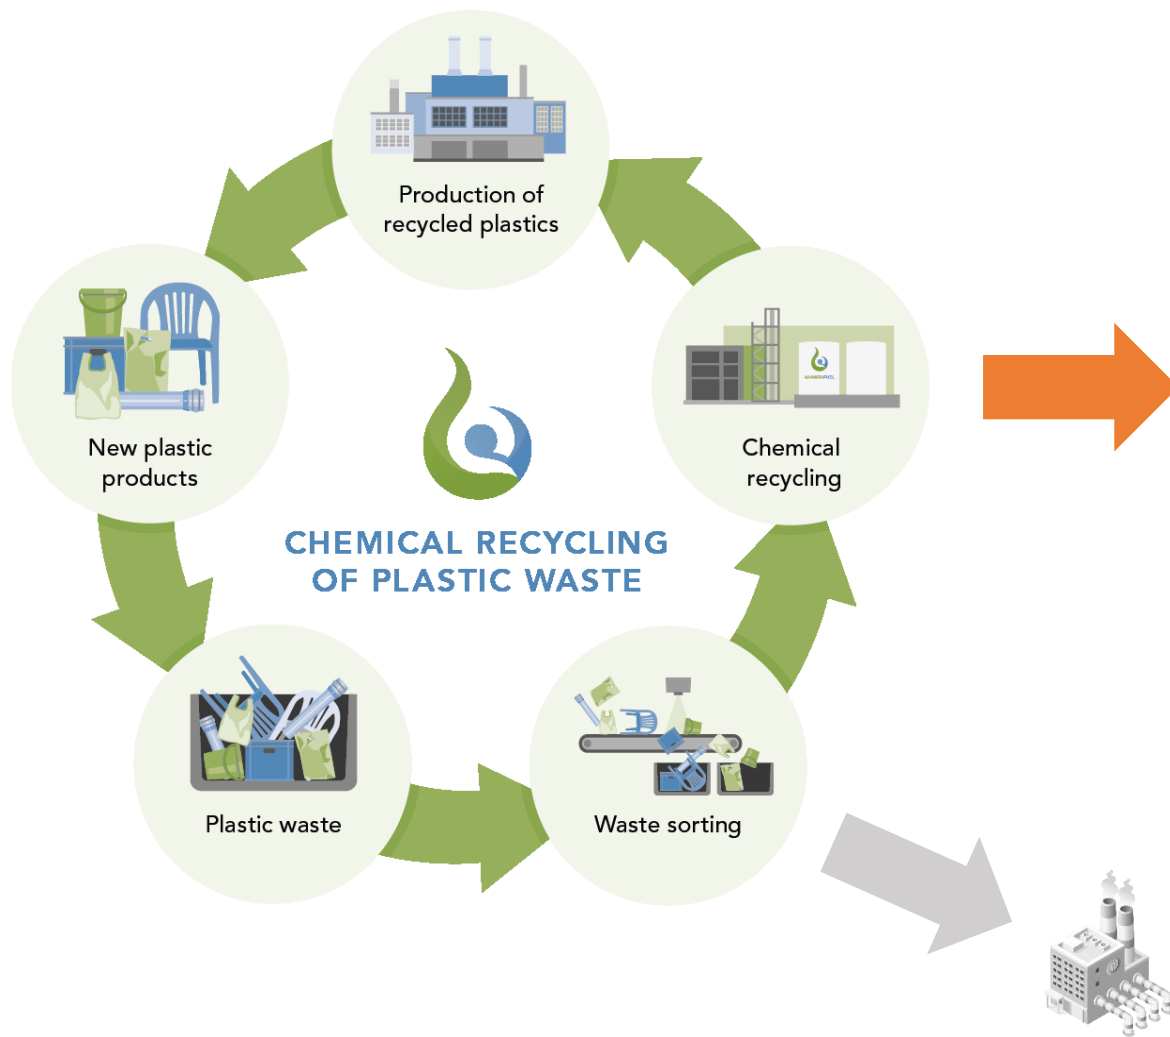 Production of
recycled plastics
New plastic
products
Chemical
recycling
CHEMICAL RECYCLING
OF PLASTIC WASTE
Plastic waste
Waste sorting